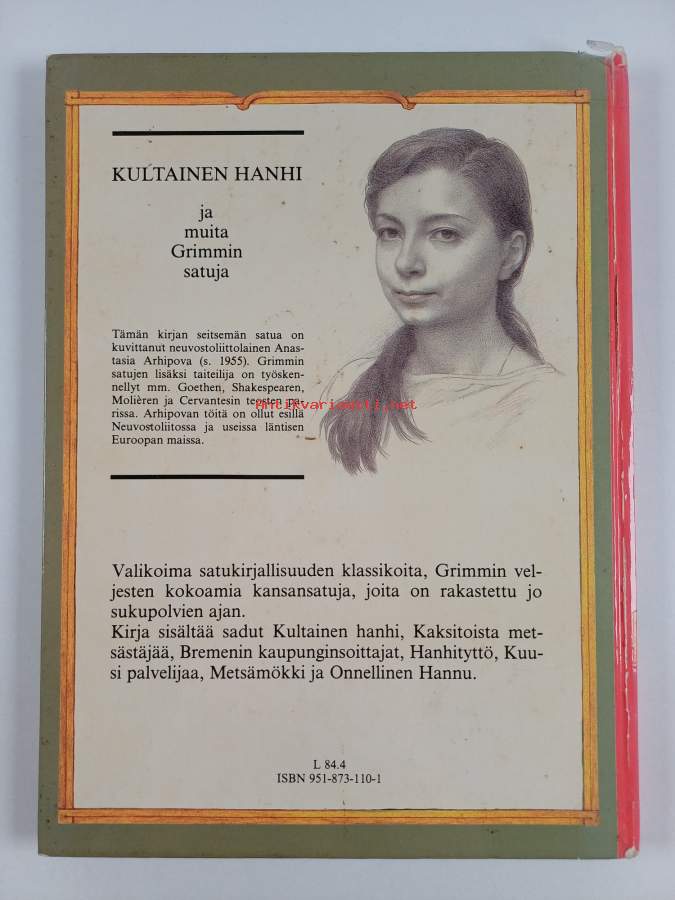 KULTAINEN HANHI
ja
muita
Grimmin
satuja
Tämän kirjan seitsemän satua on
kuvittanut neuvostoliittolainen Anas-
tasia Arhipova (s. 1955). Grimmin
satujen lisäksi taiteilija on työsken-
nellyt mm. Goethen, Shakespearen,
Molièren ja Cervantesin teosten pa-
rissa. Arhipovan töitä on ollut esillä
Neuvostoliitossa ja useissa läntisen
Euroopan maissa.
Antikvariaatti.net
Valikoima satukirjallisuuden klassikoita, Grimmin vel-
jesten kokoamia kansansatuja, joita on rakastettu jo
sukupolvien ajan.
Kirja sisältää sadut Kultainen hanhi, Kaksitoista met-
sästäjää, Bremenin kaupunginsoittajat, Hanhityttö, Kuu-
si palvelijaa, Metsämökki ja Onnellinen Hannu.
L 84.4
ISBN 951-873-110-1